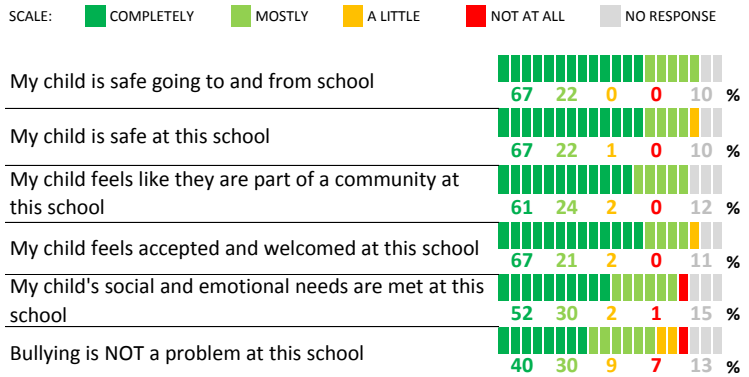 SCALE: COMPLETELY MOSTLY A LITTLE NOT AT ALL NO RESPONSE
My child is safe going to and from school
67 22 0 0 10 %
My child is safe at this school
67 22 1 0 10 %
My child feels like they are part of a community at
this school
61 24 2 0 12 %
My child feels accepted and welcomed at this school
67 21 2 0 11 %
My child's social and emotional needs are met at this
school
52 30 2 1 15 %
Bullying is NOT a problem at this school
40 30 9 7 13 %